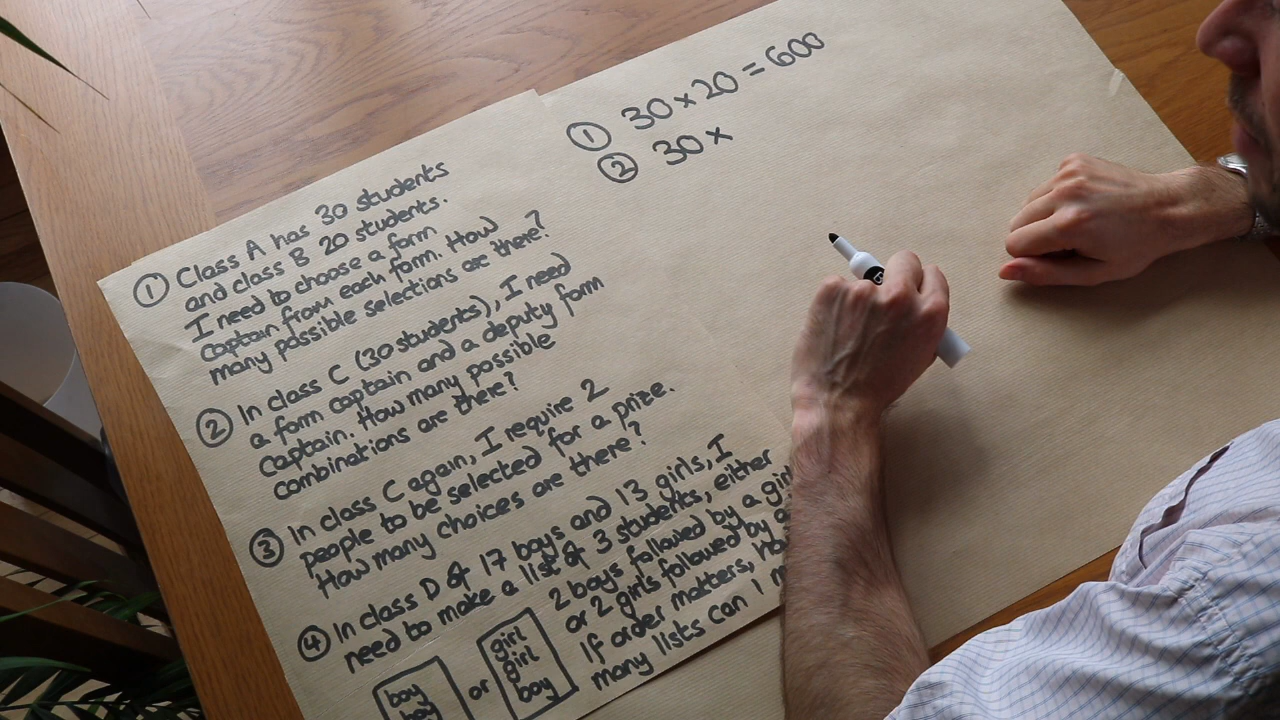 ① Class A has 30 students
and class B 20 students.
I need to choose a form
captain from each form. How
many possible selections are there?
② In class C (30 students), I need
a form captain and a deputy form
captain. How many possible
combinations are there?
③ In class C again, I require 2
people to be selected for a prize.
How many choices are there?
④ In class D of 17 boys and 13 girls, I
need to make a list of 3 students, either
2 boys followed by a girl
or 2 girls followed by a
If order matters,
many lists can I
boy
boy
or
girl
girl
boy
① 30 × 20 = 600
② 30 ×